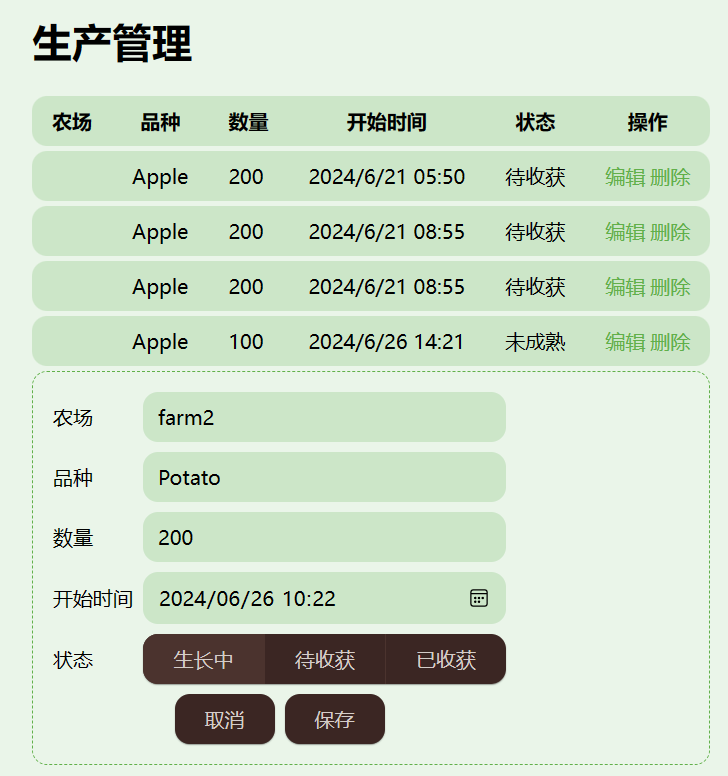 生产管理
农场 品种 数量 开始时间 状态 操作
Apple 200 2024/6/21 05:50 待收获 编辑 删除
Apple 200 2024/6/21 08:55 待收获 编辑 删除
Apple 200 2024/6/21 08:55 待收获 编辑 删除
Apple 100 2024/6/26 14:21 未成熟 编辑 删除
农场 farm2
品种 Potato
数量 200
开始时间 2024/06/26 10:22
状态 生长中 待收获 已收获
取消 保存